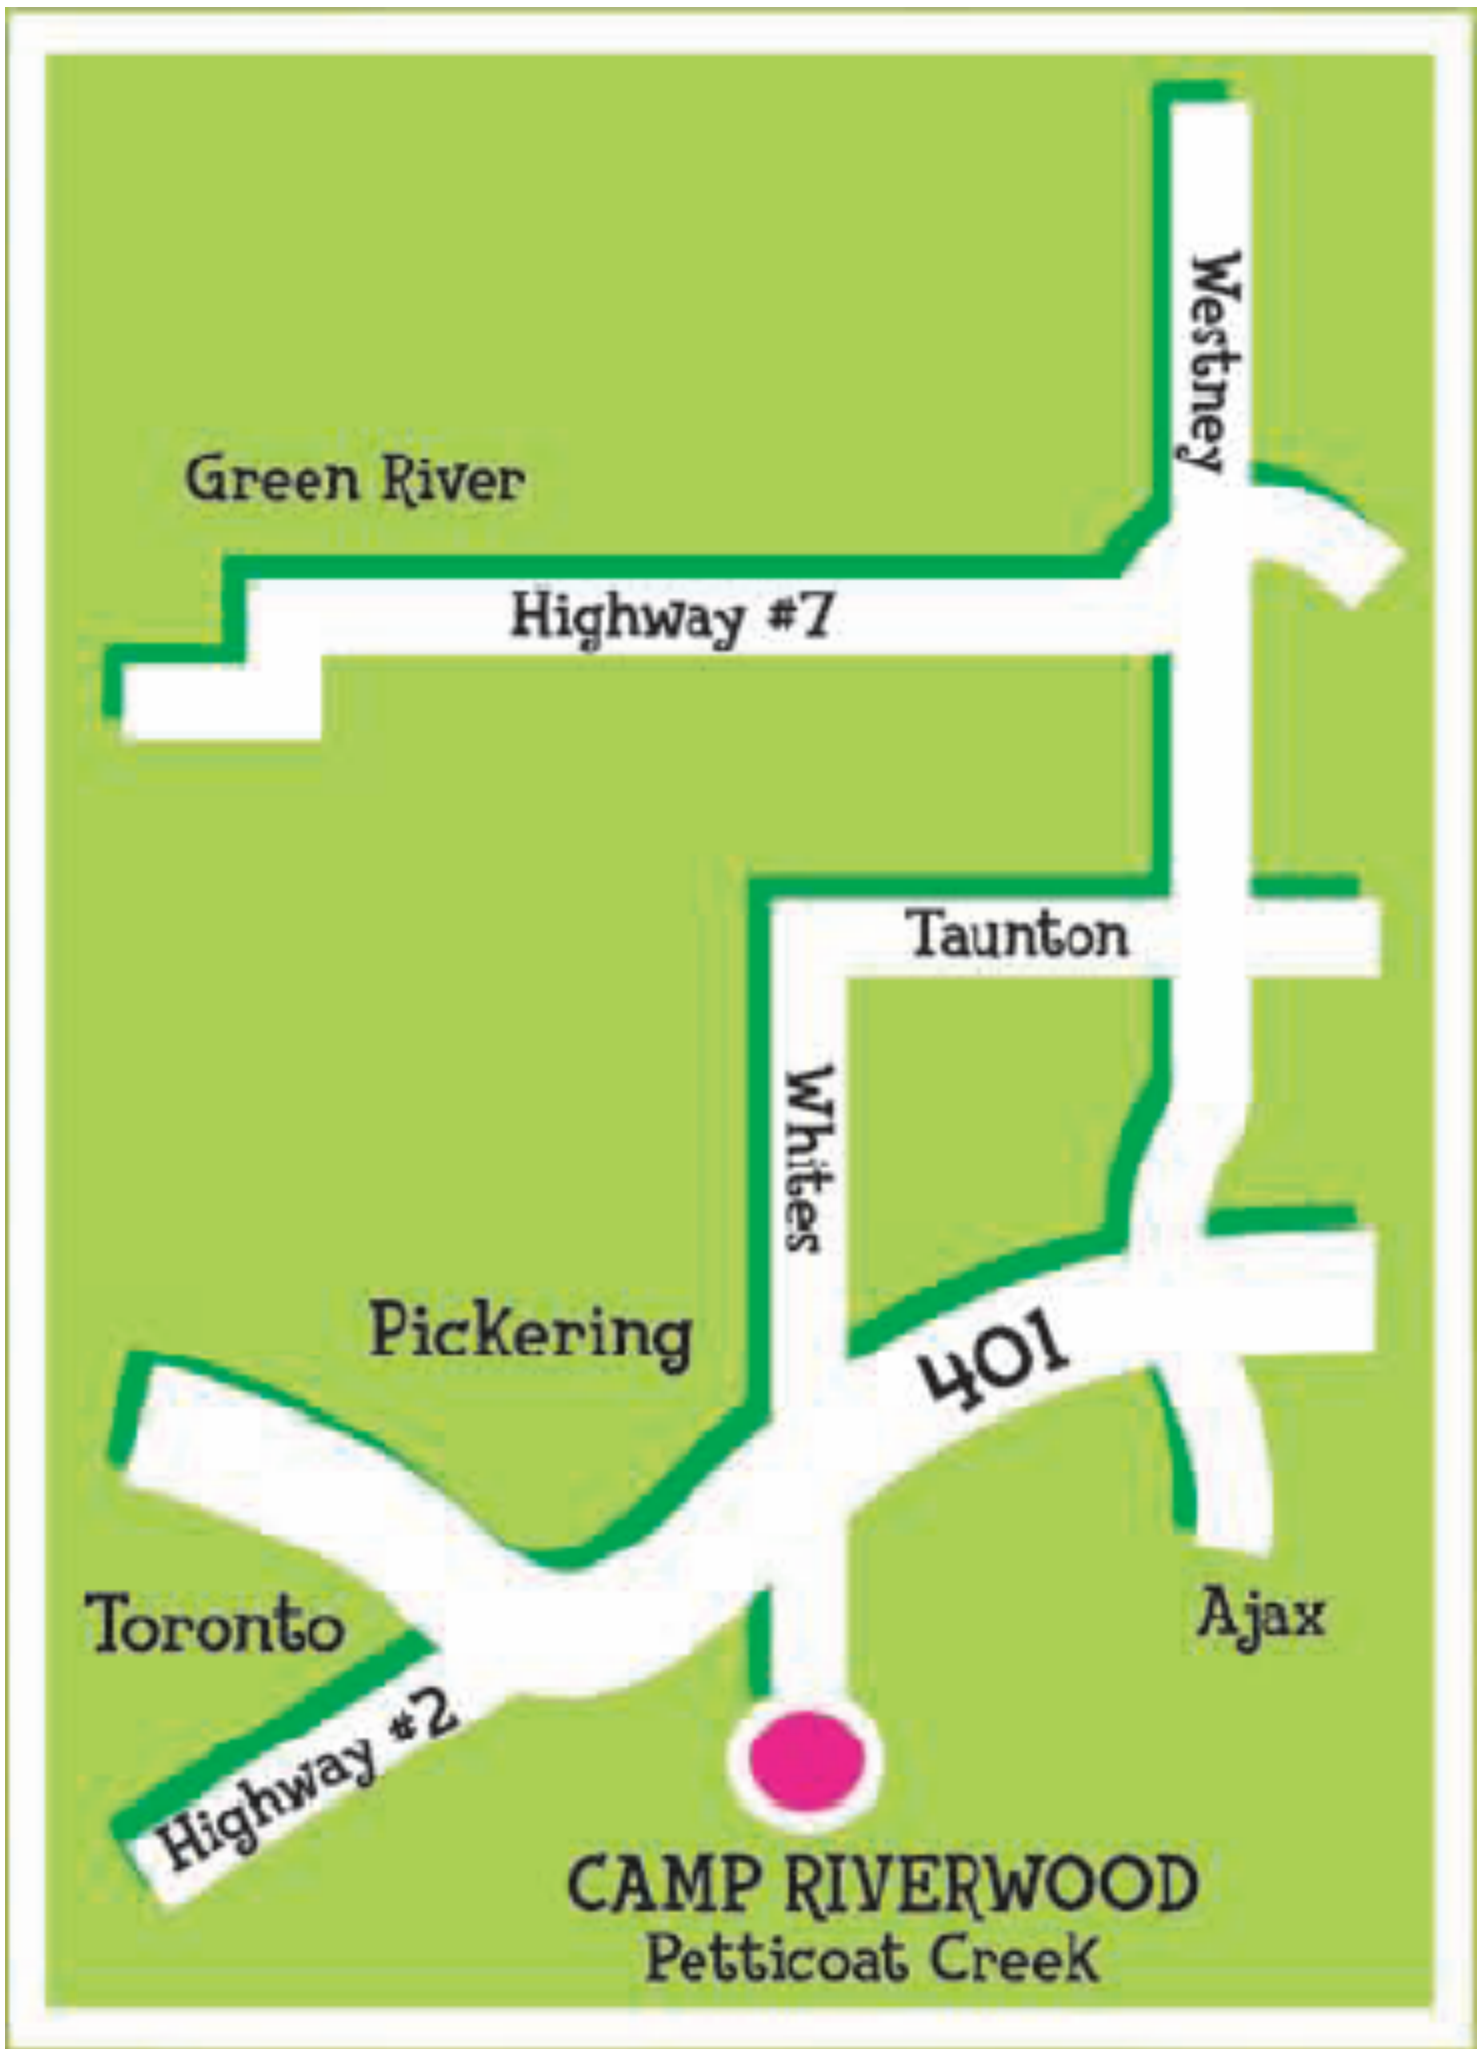 Westney
Green River
Highway #7
Taunton
Whites
Pickering
401
Toronto
Ajax
Highway #2
CAMP RIVERWOOD
Petticoat Creek